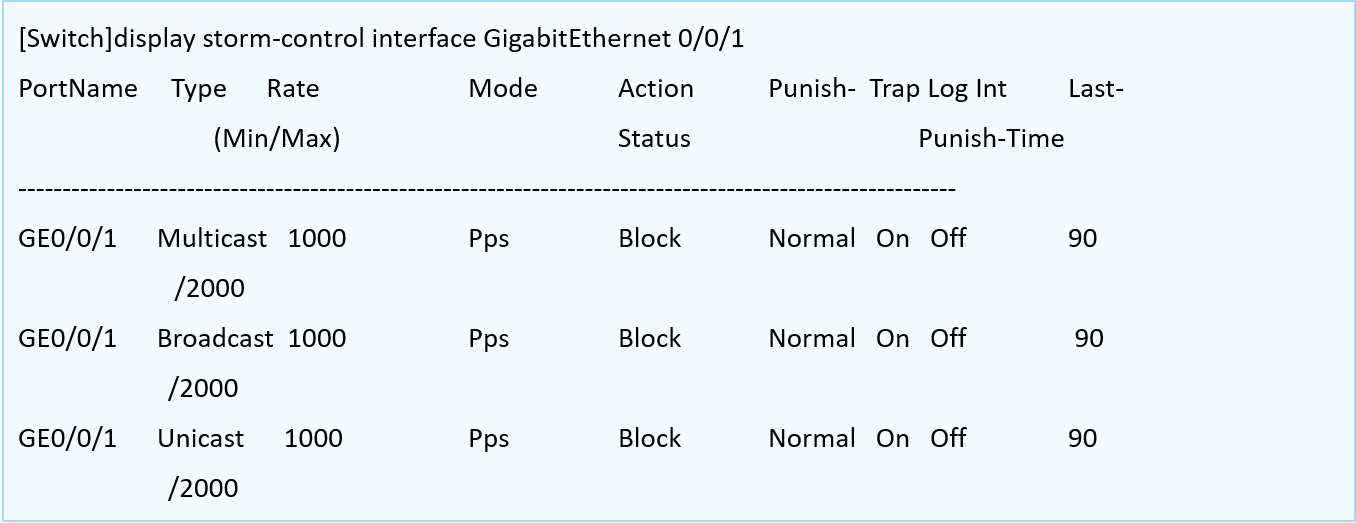 [Switch]display storm-control interface GigabitEthernet 0/0/1
PortName Type Rate Mode Action Punish- Trap Log Int Last-
(Min/Max) Status Punish-Time
---------------------------------------------------------------------------------------------------------
GE0/0/1 Multicast 1000 Pps Block Normal On Off 90
/2000
GE0/0/1 Broadcast 1000 Pps Block Normal On Off 90
/2000
GE0/0/1 Unicast 1000 Pps Block Normal On Off 90
/2000